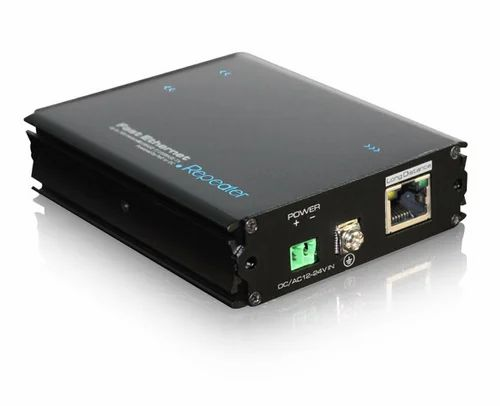 Fast Ethernet
Repeater
POWER
+ -
DC/AC12-24V IN
Long Distance